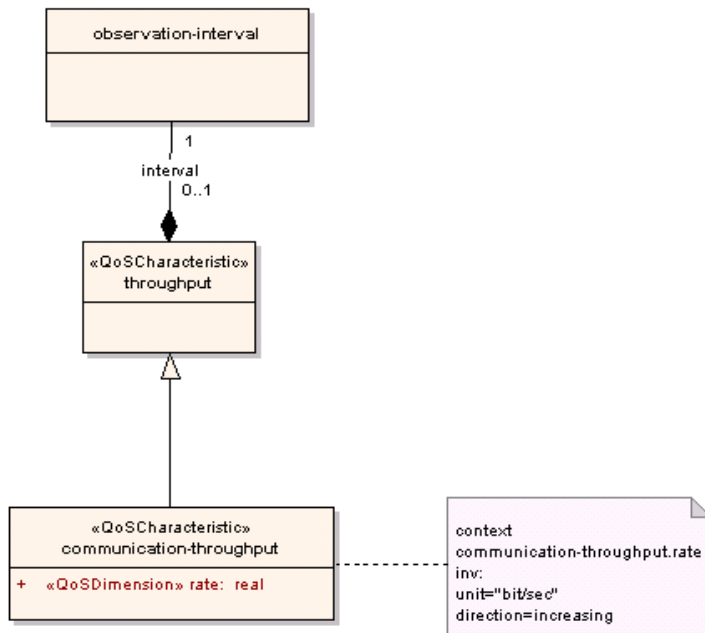 observation-interval
1
interval
0..1
«QoSCharacteristic»
throughput
«QoSCharacteristic»
communication-throughput
+ «QoSDimension» rate: real
context
communication-throughput.rate
inv:
unit="bit/sec"
direction=increasing